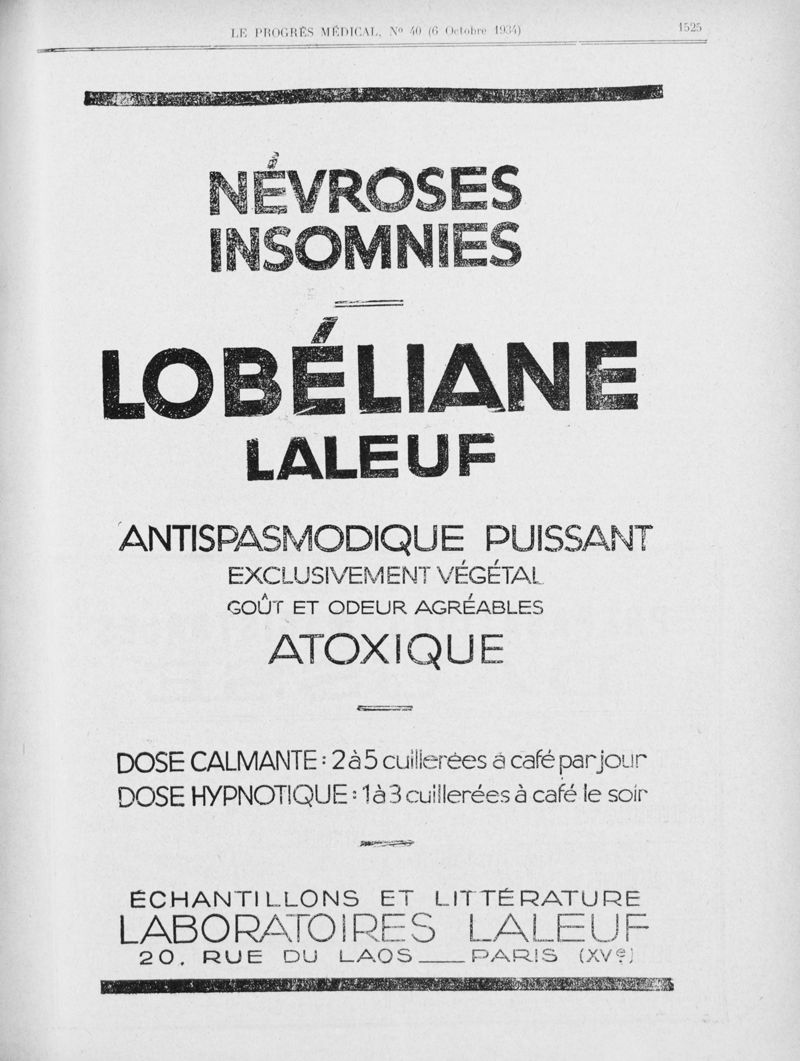 LE PROGRÈS MÉDICAL, Nº 40 (6 Octobre 1934)
1525
NÉVROSES
INSOMNIES
LOBÉLIANE
LALEUF
ANTISPASMODIQUE PUISSANT
EXCLUSIVEMENT VÉGÉTAL
GOÛT ET ODEUR AGRÉABLES
ATOXIQUE
DOSE CALMANTE : 2 à 5 cuillerées à café par jour
DOSE HYPNOTIQUE : 1 à 3 cuillerées à café le soir
ÉCHANTILLONS ET LITTÉRATURE
LABORATOIRES LALEUF
20, RUE DU LAOS ___ PARIS (XVe)